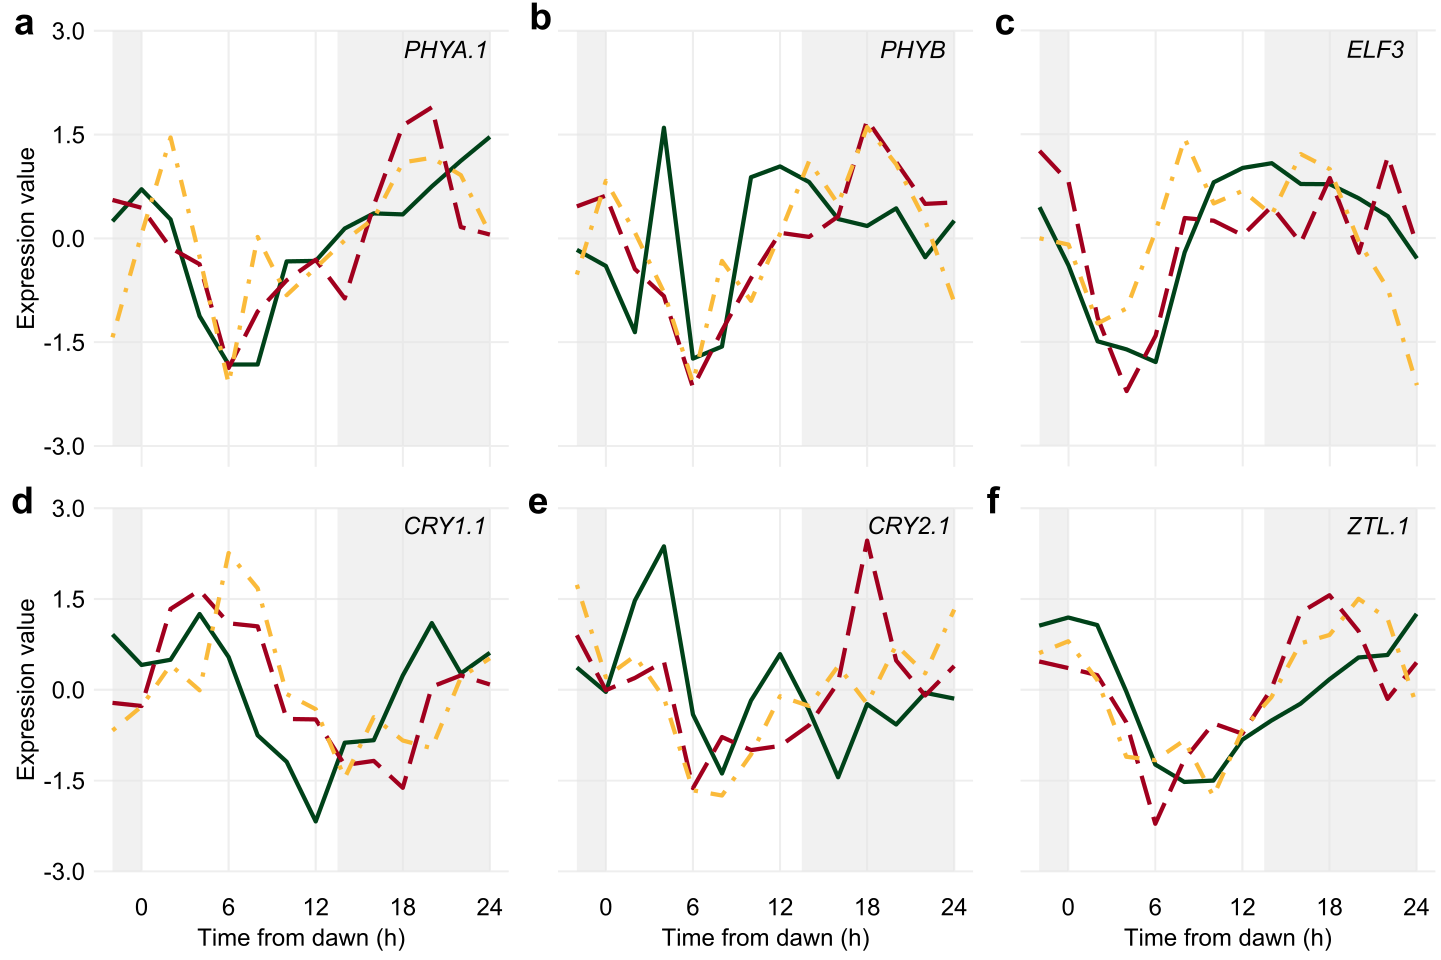 a
b
c
3.0
PHYA.1
PHYB
ELF3
1.5
0.0
-1.5
-3.0
Expression value
d
e
f
3.0
CRY1.1
CRY2.1
ZTL.1
1.5
0.0
-1.5
-3.0
Expression value
0 6 12 18 24
0 6 12 18 24
0 6 12 18 24
Time from dawn (h)
Time from dawn (h)
Time from dawn (h)